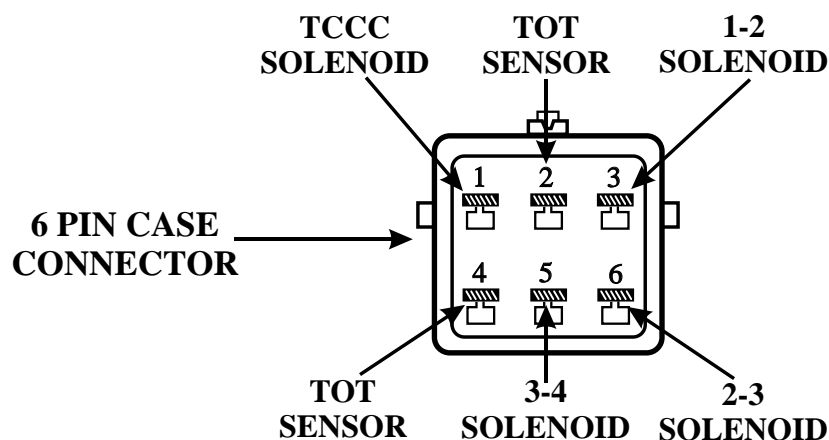 TCCC
SOLENOID
TOT
SENSOR
1-2
SOLENOID
1 2 3
6 PIN CASE
CONNECTOR
4 5 6
TOT
SENSOR
3-4
SOLENOID
2-3
SOLENOID